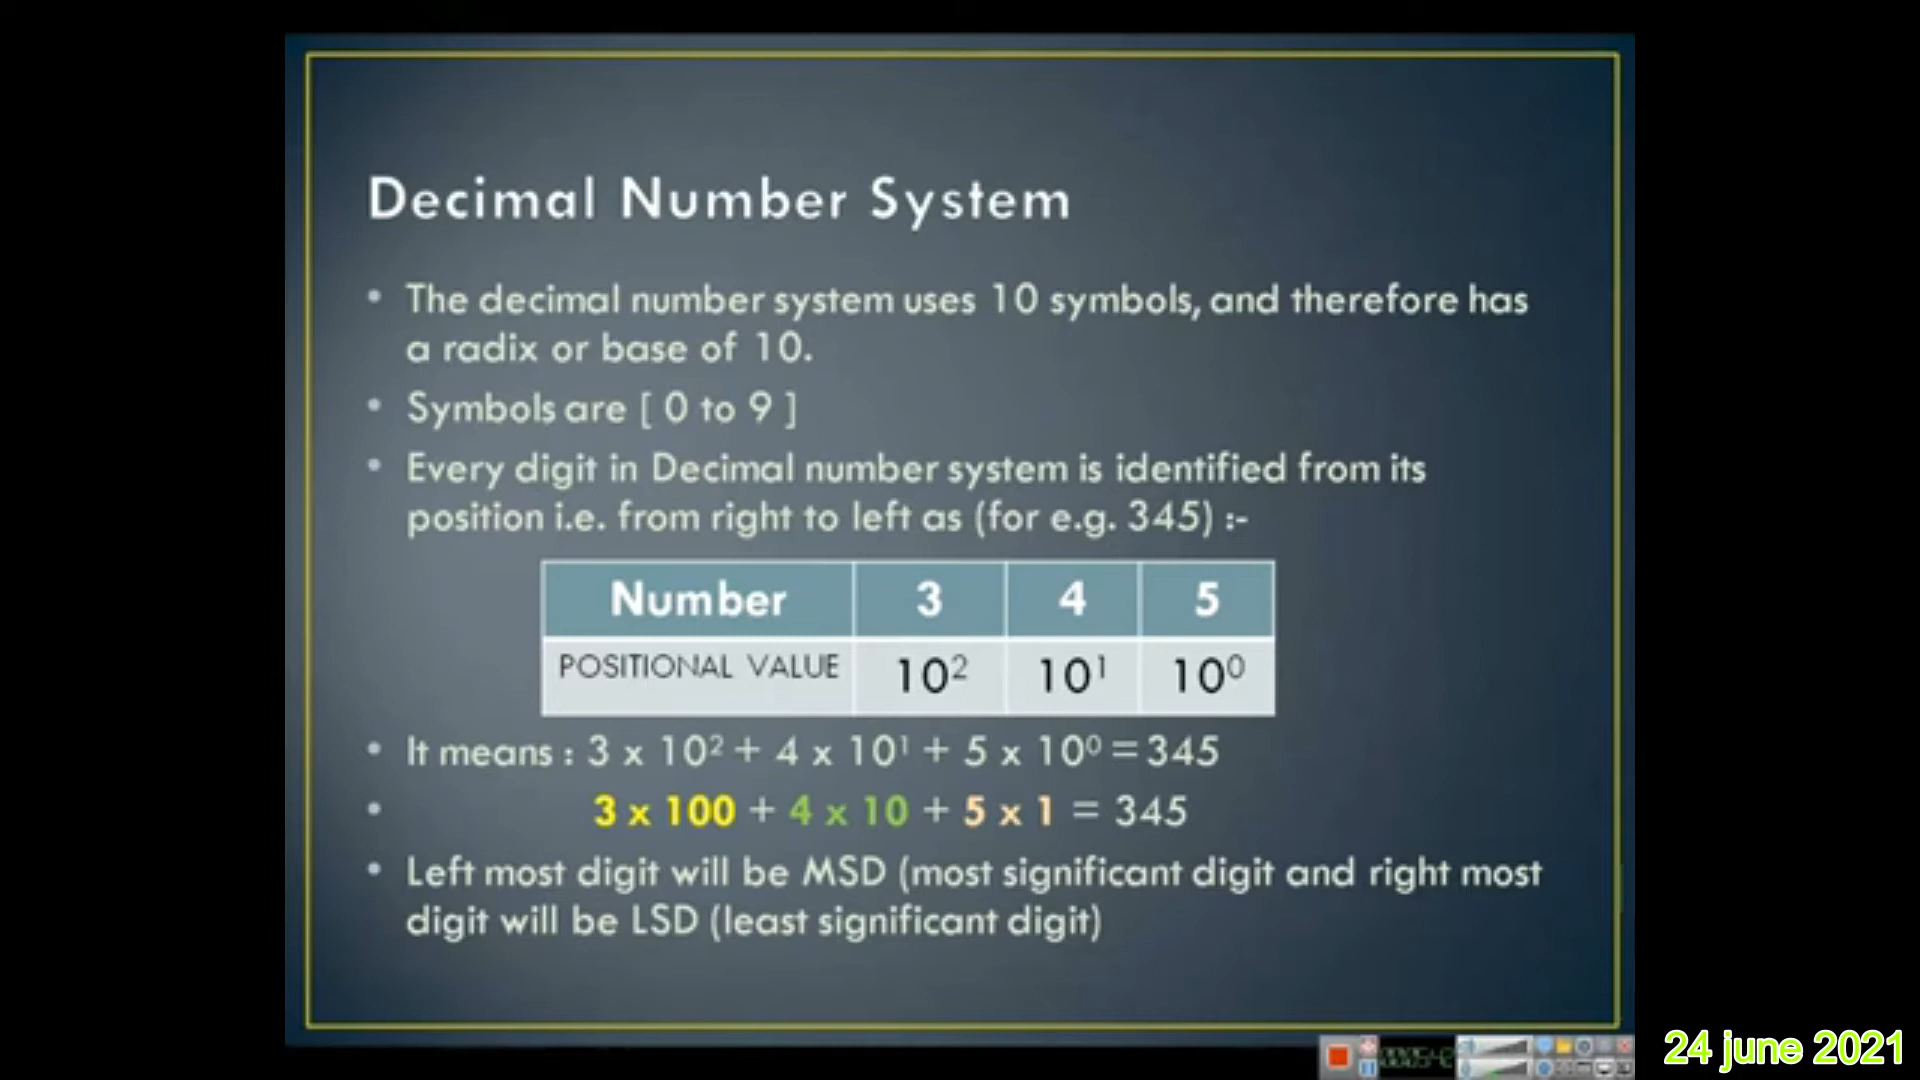 Decimal Number System
• The decimal number system uses 10 symbols, and therefore has
a radix or base of 10.
• Symbols are [ 0 to 9 ]
• Every digit in Decimal number system is identified from its
position i.e. from right to left as (for e.g. 345) :-
Number 3 4 5
POSITIONAL VALUE 10² 10¹ 10⁰
• It means : 3 x 10² + 4 x 10¹ + 5 x 10⁰ = 345
• 3 x 100 + 4 x 10 + 5 x 1 = 345
• Left most digit will be MSD (most significant digit and right most
digit will be LSD (least significant digit)
24 june 2021